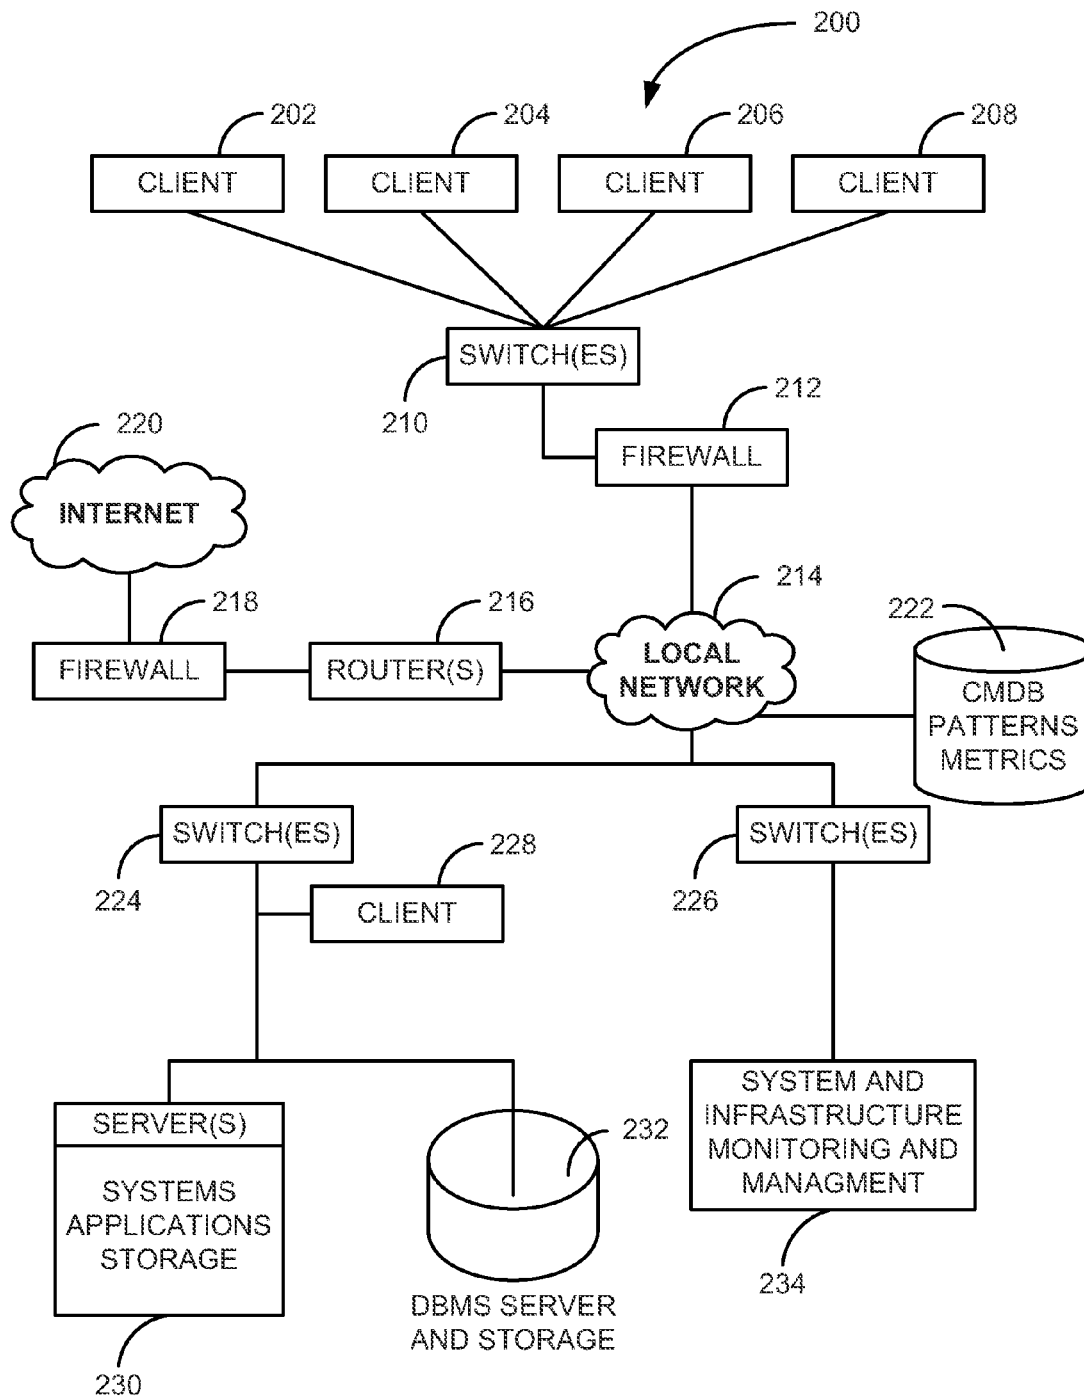 200
202
204
206
208
CLIENT
CLIENT
CLIENT
CLIENT
SWITCH(ES)
210
212
FIREWALL
220
INTERNET
218
216
214
222
FIREWALL
ROUTER(S)
LOCAL
NETWORK
CMDB
PATTERNS
METRICS
SWITCH(ES)
SWITCH(ES)
224
228
226
CLIENT
SERVER(S)
SYSTEMS
APPLICATIONS
STORAGE
230
232
DBMS SERVER
AND STORAGE
SYSTEM AND
INFRASTRUCTURE
MONITORING AND
MANAGMENT
234